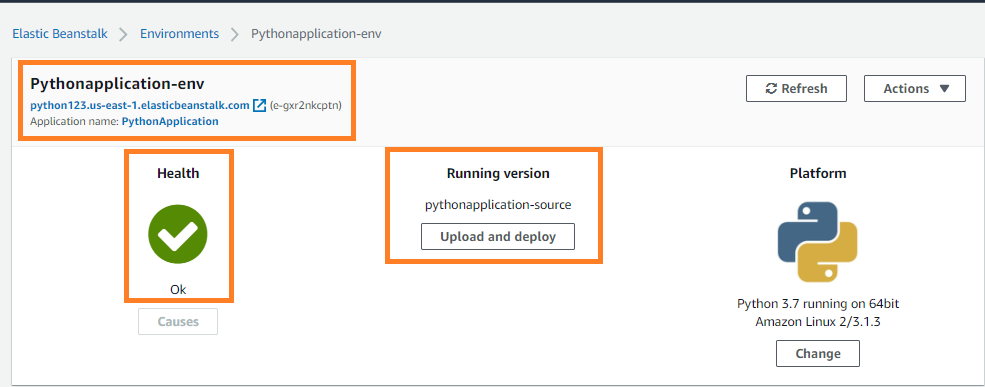 Elastic Beanstalk > Environments > Pythonapplication-env
Pythonapplication-env
python123.us-east-1.elasticbeanstalk.com (e-gxr2nkcptn)
Application name: PythonApplication
Refresh
Actions
Health
Ok
Causes
Running version
pythonapplication-source
Upload and deploy
Platform
Python 3.7 running on 64bit
Amazon Linux 2/3.1.3
Change